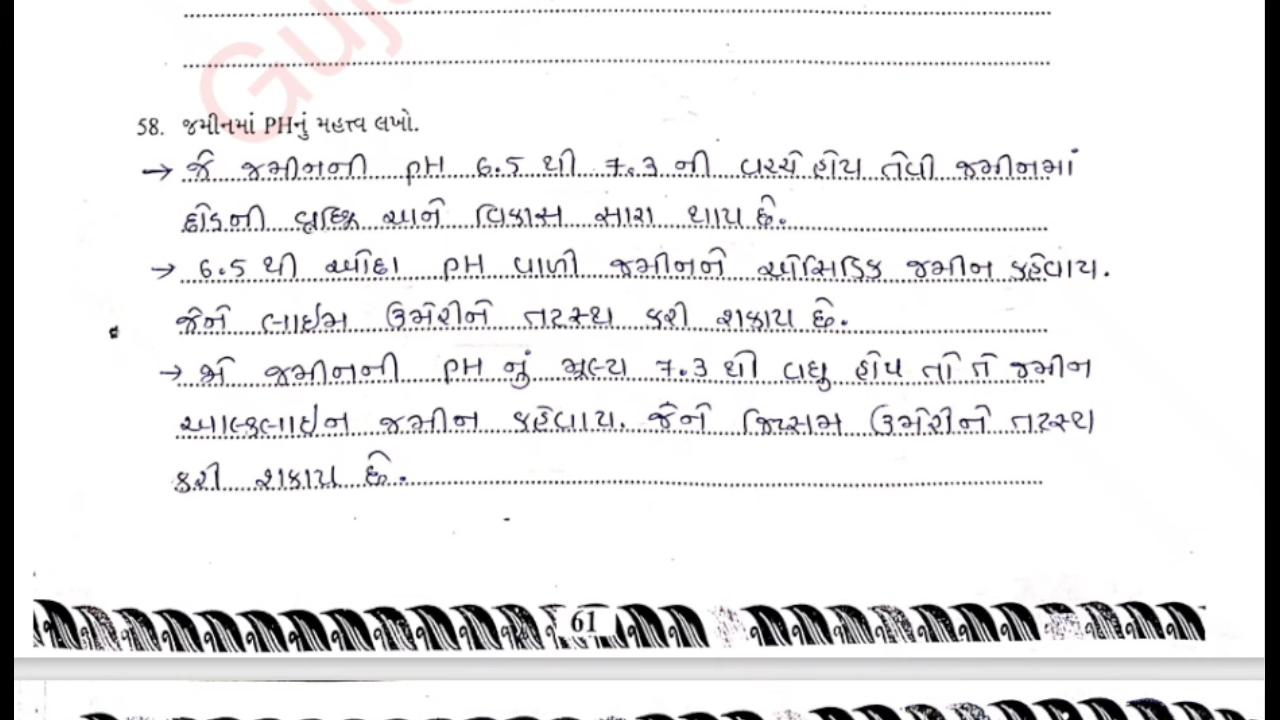 Guj
58. જમીનમાં PHનું મહત્ત્વ લખો.
→ જે જમીનની pH 6.5 થી 7.3 ની વચ્ચે હોય તેવી જમીનમાં
છોડની વૃદ્ધિ અને વિકાસ સારા થાય છે.
→ 6.5 થી ઓછા pH વાળી જમીનને એસિડિક જમીન કહેવાય.
જેને લાઇમ ઉમેરીને તટસ્થ કરી શકાય છે.
→ જો જમીનની pH નું મૂલ્ય 7.3 થી વધુ હોય તો તે જમીન
આલ્કલાઇન જમીન કહેવાય. જેને જિપ્સમ ઉમેરીને તટસ્થ
કરી શકાય છે.
61